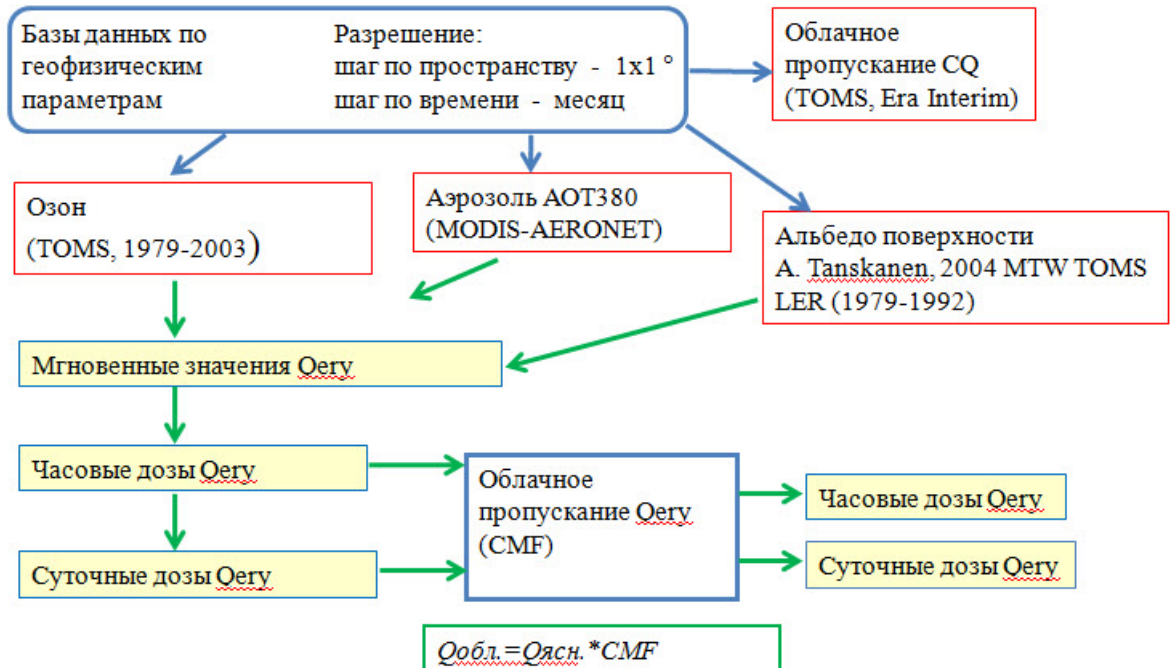 Базы данных по
геофизическим
параметрам
Разрешение:
шаг по пространству - 1x1 °
шаг по времени - месяц
Облачное
пропускание CQ
(TOMS, Era Interim)
Озон
(TOMS, 1979-2003)
Аэрозоль АОТ380
(MODIS-AERONET)
Альбедо поверхности
A. Tanskanen, 2004 MTW TOMS
LER (1979-1992)
Мгновенные значения Qery
Часовые дозы Qery
Суточные дозы Qery
Облачное
пропускание Qery
(CMF)
Часовые дозы Qery
Суточные дозы Qery
Qобл.=Qясн.*CMF